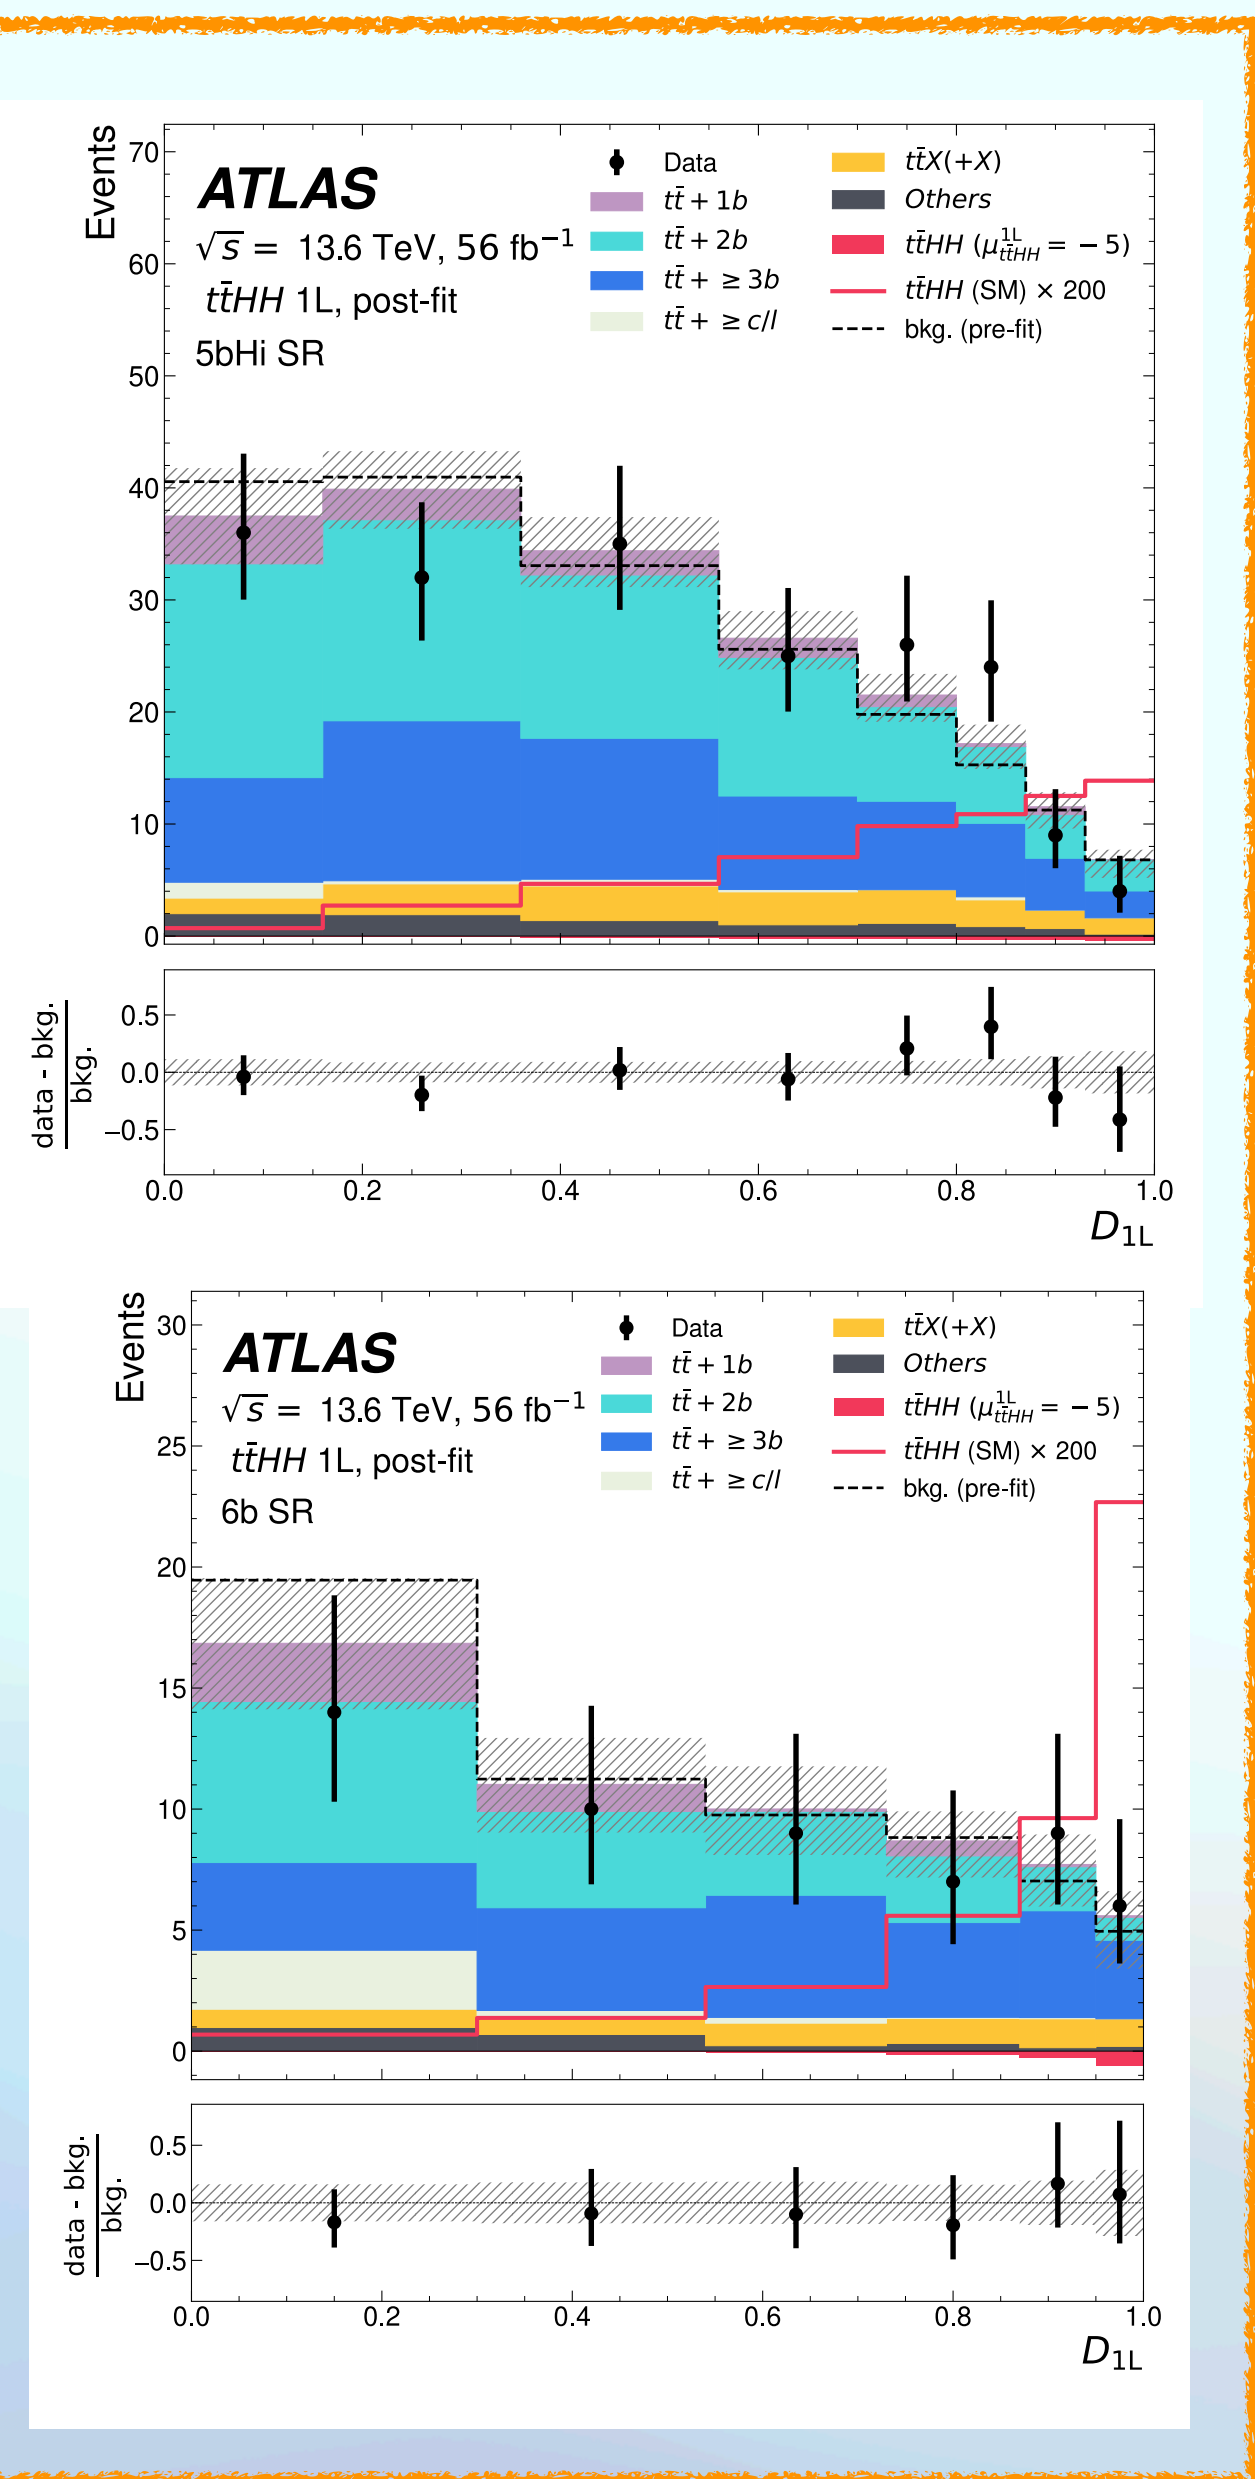 Events
70
60
50
40
30
20
10
0
ATLAS
√s = 13.6 TeV, 56 fb⁻¹
tt̄HH 1L, post-fit
5bHi SR
Data
tt̄ + 1b
tt̄ + 2b
tt̄ + ≥ 3b
tt̄ + ≥ c/l
tt̄X(+X)
Others
tt̄HH (μ¹ᴸ_tt̄HH = − 5)
tt̄HH (SM) × 200
bkg. (pre-fit)
data - bkg.
bkg.
0.5
0.0
−0.5
0.0 0.2 0.4 0.6 0.8 1.0
D₁L
Events
30
25
20
15
10
5
0
ATLAS
√s = 13.6 TeV, 56 fb⁻¹
tt̄HH 1L, post-fit
6b SR
Data
tt̄ + 1b
tt̄ + 2b
tt̄ + ≥ 3b
tt̄ + ≥ c/l
tt̄X(+X)
Others
tt̄HH (μ¹ᴸ_tt̄HH = − 5)
tt̄HH (SM) × 200
bkg. (pre-fit)
data - bkg.
bkg.
0.5
0.0
−0.5
0.0 0.2 0.4 0.6 0.8 1.0
D₁L